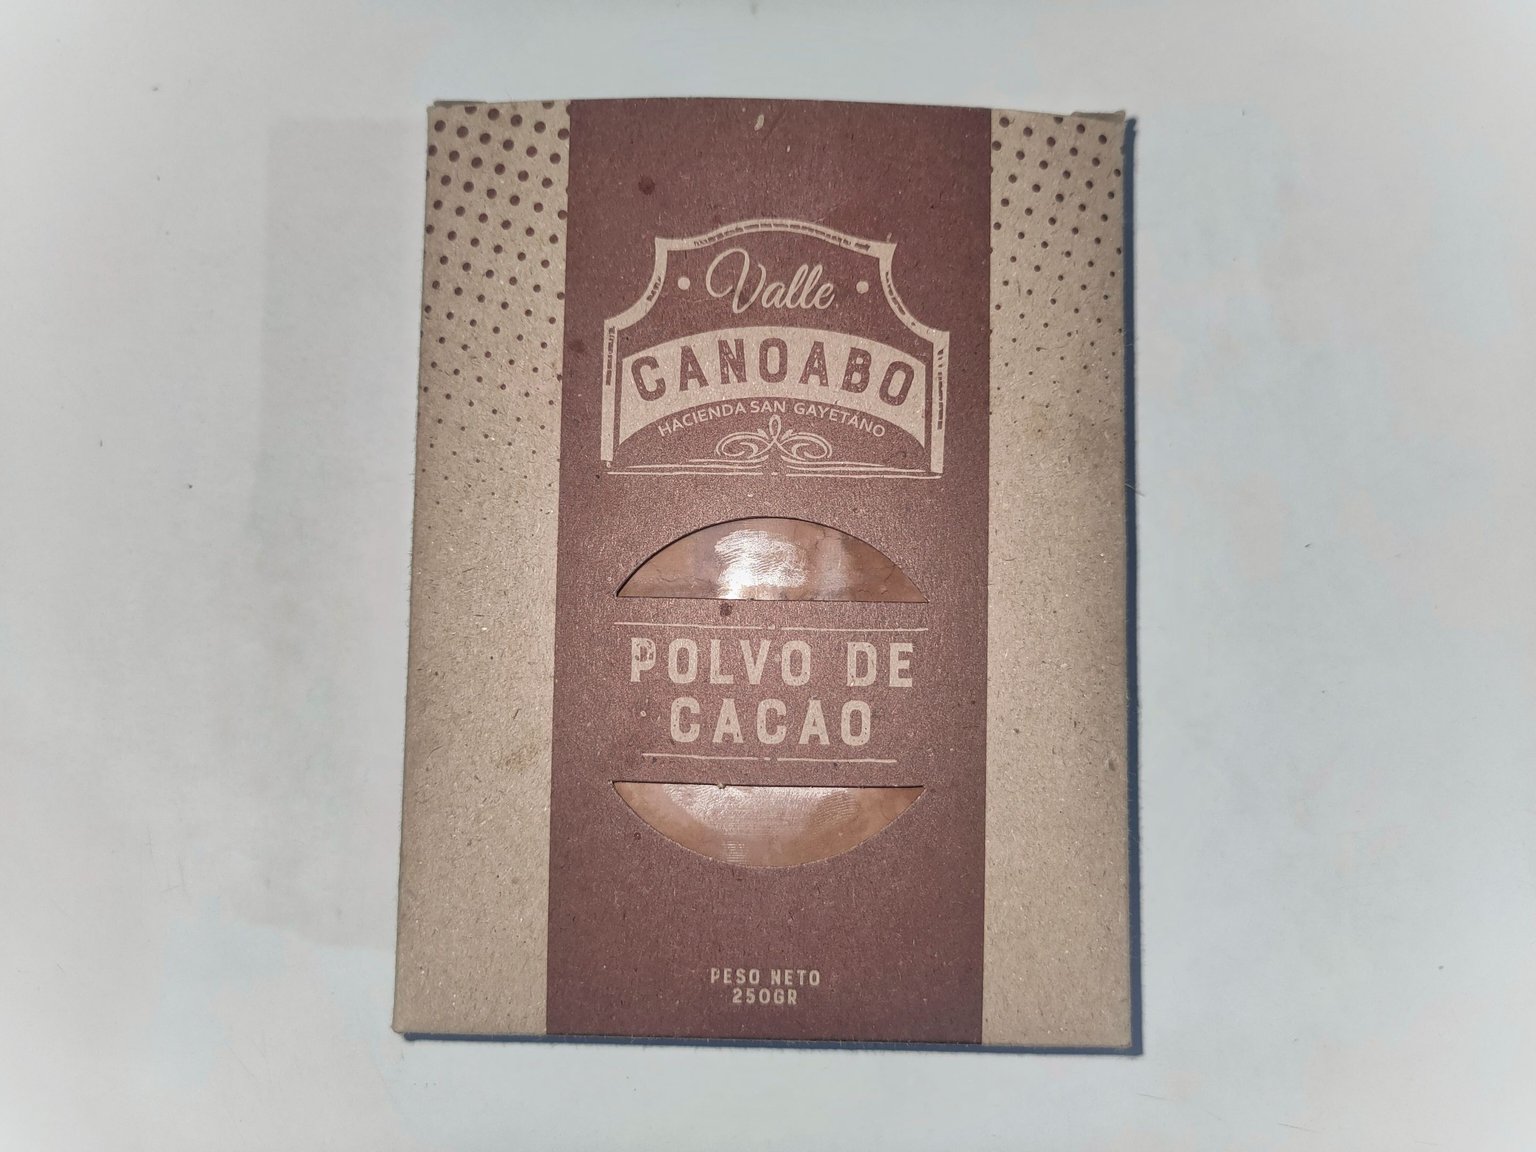 Valle
CANOABO
HACIENDA SAN GAYETANO
POLVO DE
CACAO
PESO NETO
250GR